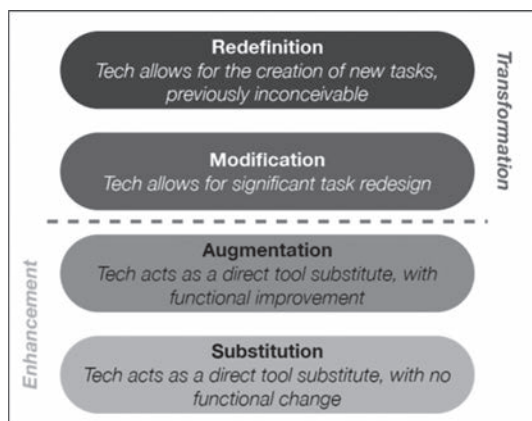 Redefinition
Tech allows for the creation of new tasks,
previously inconceivable
Transformation
Modification
Tech allows for significant task redesign
Augmentation
Tech acts as a direct tool substitute, with
functional improvement
Enhancement
Substitution
Tech acts as a direct tool substitute, with no
functional change